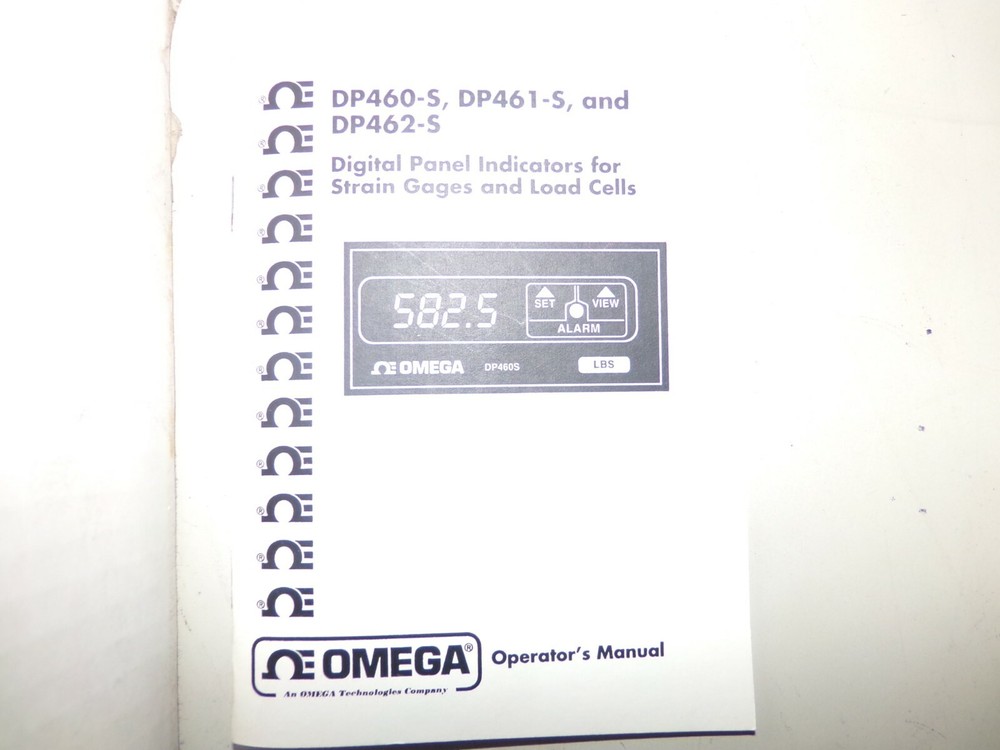 DP460-S, DP461-S, and
DP462-S
Digital Panel Indicators for
Strain Gages and Load Cells
582.5
SET
VIEW
ALARM
OMEGA
DP460S
LBS
OMEGA®
An OMEGA Technologies Company
Operator's Manual